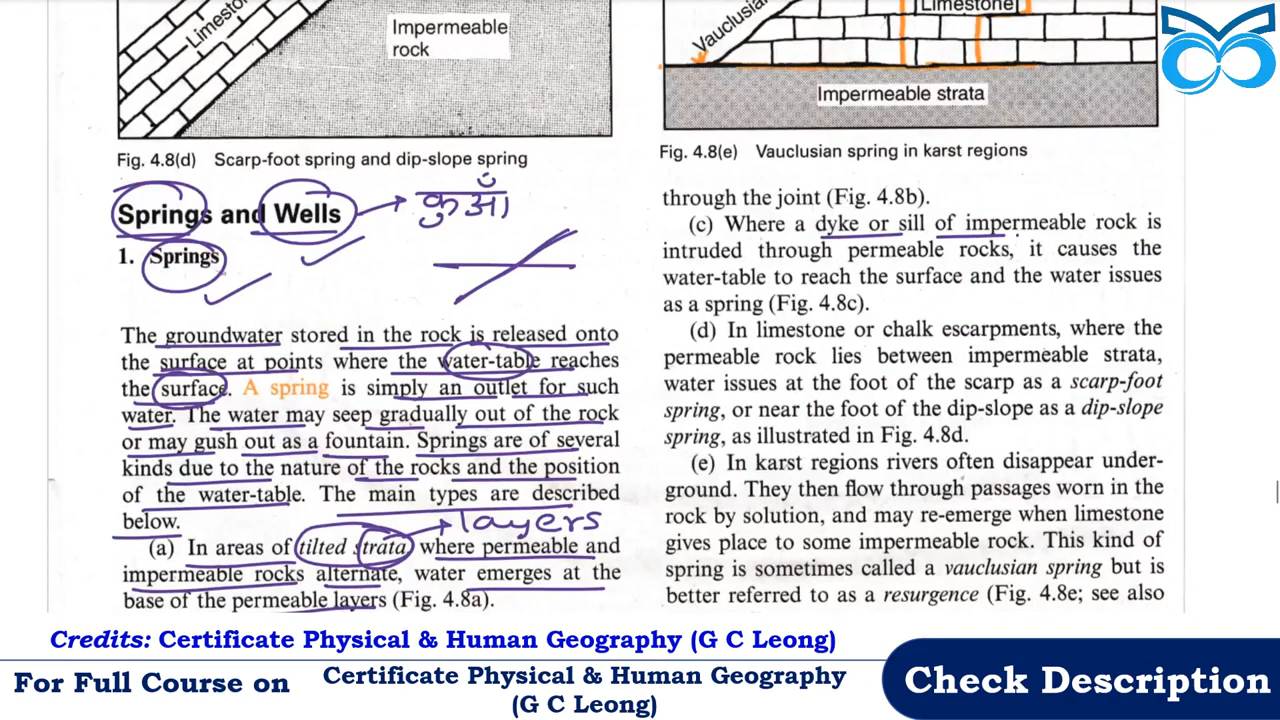 Limesto
Impermeable
rock
Fig. 4.8(d) Scarp-foot spring and dip-slope spring
Springs and Wells
कुआँ
1. Springs
The groundwater stored in the rock is released onto
the surface at points where the water-table reaches
the surface. A spring is simply an outlet for such
water. The water may seep gradually out of the rock
or may gush out as a fountain. Springs are of several
kinds due to the nature of the rocks and the position
of the water-table. The main types are described
below.
layers
(a) In areas of tilted strata where permeable and
impermeable rocks alternate, water emerges at the
base of the permeable layers (Fig. 4.8a).
Vauclusian
Limestone
Impermeable strata
Fig. 4.8(e) Vauclusian spring in karst regions
through the joint (Fig. 4.8b).
(c) Where a dyke or sill of impermeable rock is
intruded through permeable rocks, it causes the
water-table to reach the surface and the water issues
as a spring (Fig. 4.8c).
(d) In limestone or chalk escarpments, where the
permeable rock lies between impermeable strata,
water issues at the foot of the scarp as a scarp-foot
spring, or near the foot of the dip-slope as a dip-slope
spring, as illustrated in Fig. 4.8d.
(e) In karst regions rivers often disappear under-
ground. They then flow through passages worn in the
rock by solution, and may re-emerge when limestone
gives place to some impermeable rock. This kind of
spring is sometimes called a vauclusian spring but is
better referred to as a resurgence (Fig. 4.8e; see also
Credits: Certificate Physical & Human Geography (G C Leong)
For Full Course on
Certificate Physical & Human Geography
(G C Leong)
Check Description